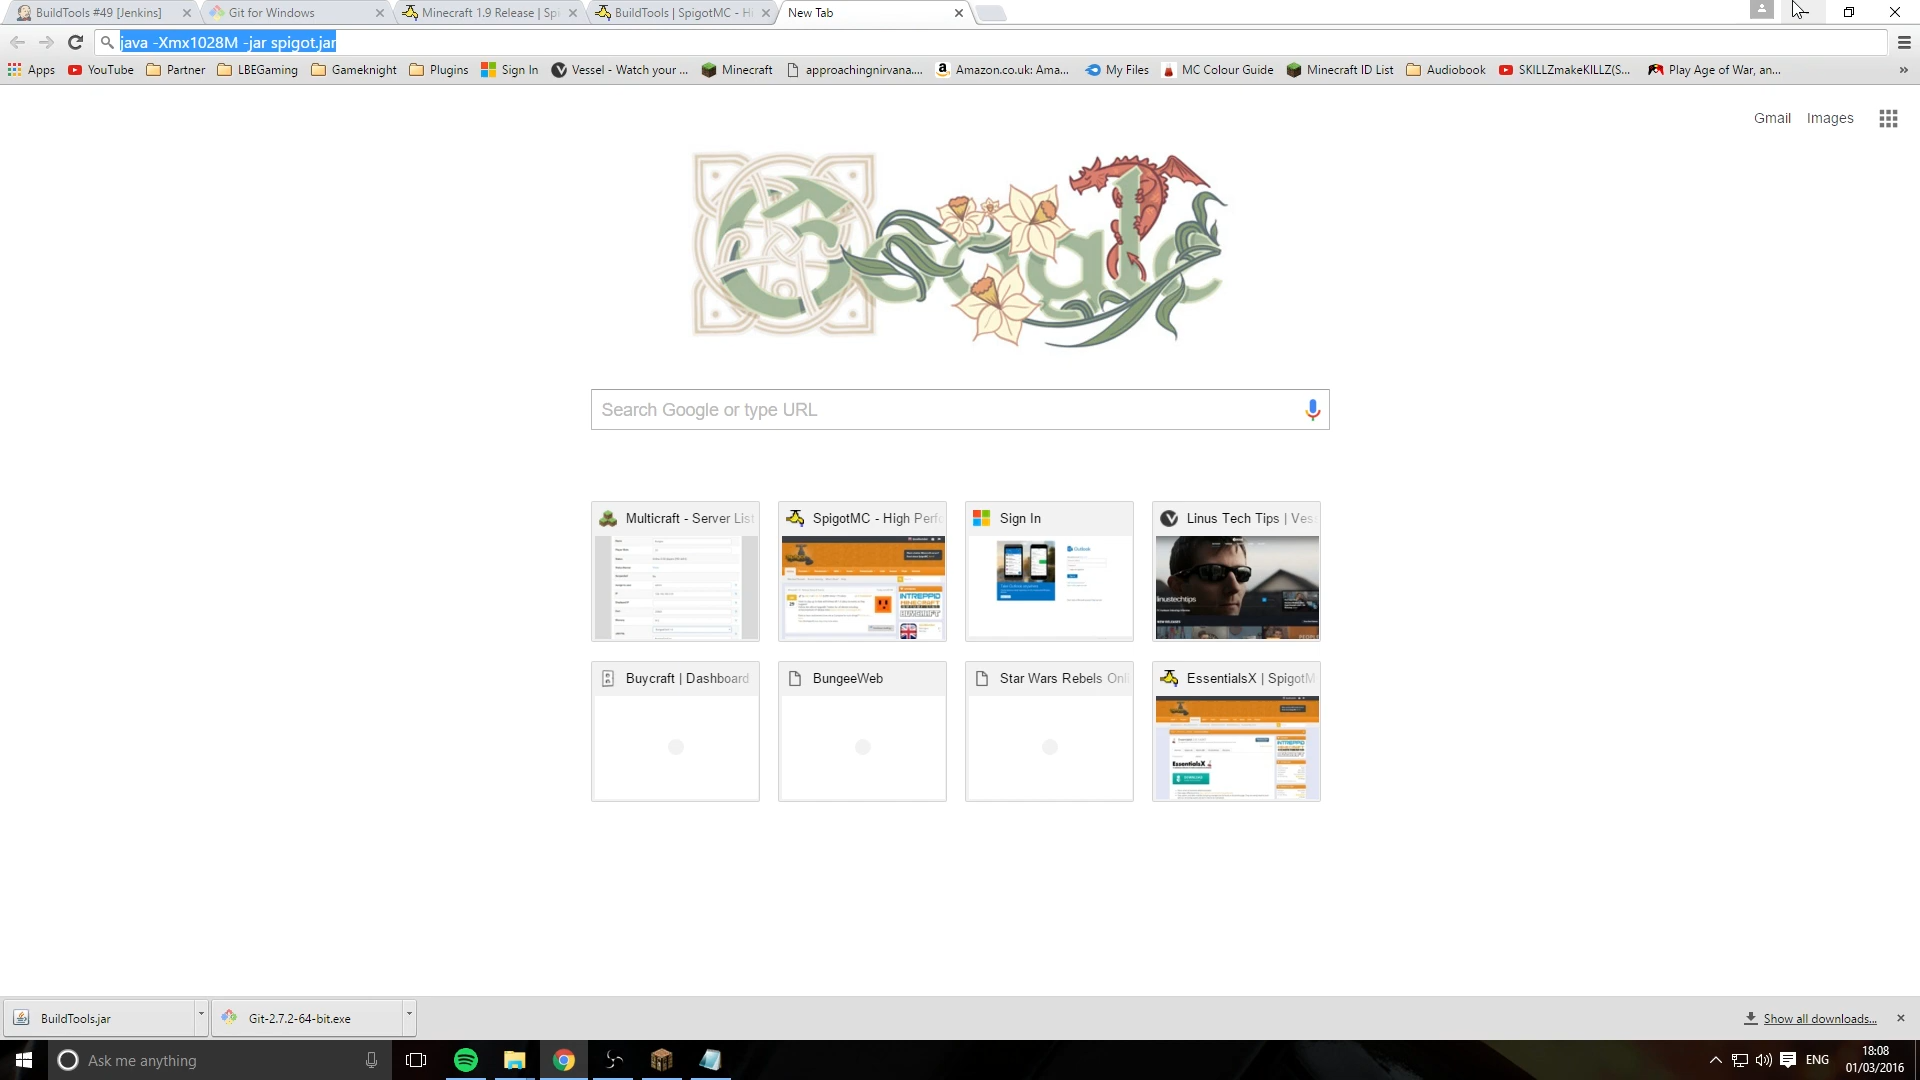 BuildTools #49 [Jenkins]
Git for Windows
Minecraft 1.9 Release | Sp
BuildTools | SpigotMC - H
New Tab
java -Xmx1028M -jar spigot.jar
Apps
YouTube
Partner
LBEGaming
Gameknight
Plugins
Sign In
Vessel - Watch your ...
Minecraft
approachingnirvana....
Amazon.co.uk: Ama...
My Files
MC Colour Guide
Minecraft ID List
Audiobook
SKILLZmakeKILLZ(S...
Play Age of War, an...
Gmail
Images
Google
Search Google or type URL
Multicraft - Server List
SpigotMC - High Perfo
Sign In
Linus Tech Tips | Ves
linustechtips
Buycraft | Dashboard
BungeeWeb
Star Wars Rebels Onl
EssentialsX | SpigotM
EssentialsX
BuildTools.jar
Git-2.7.2-64-bit.exe
Show all downloads...
Ask me anything
ENG
18:08
01/03/2016